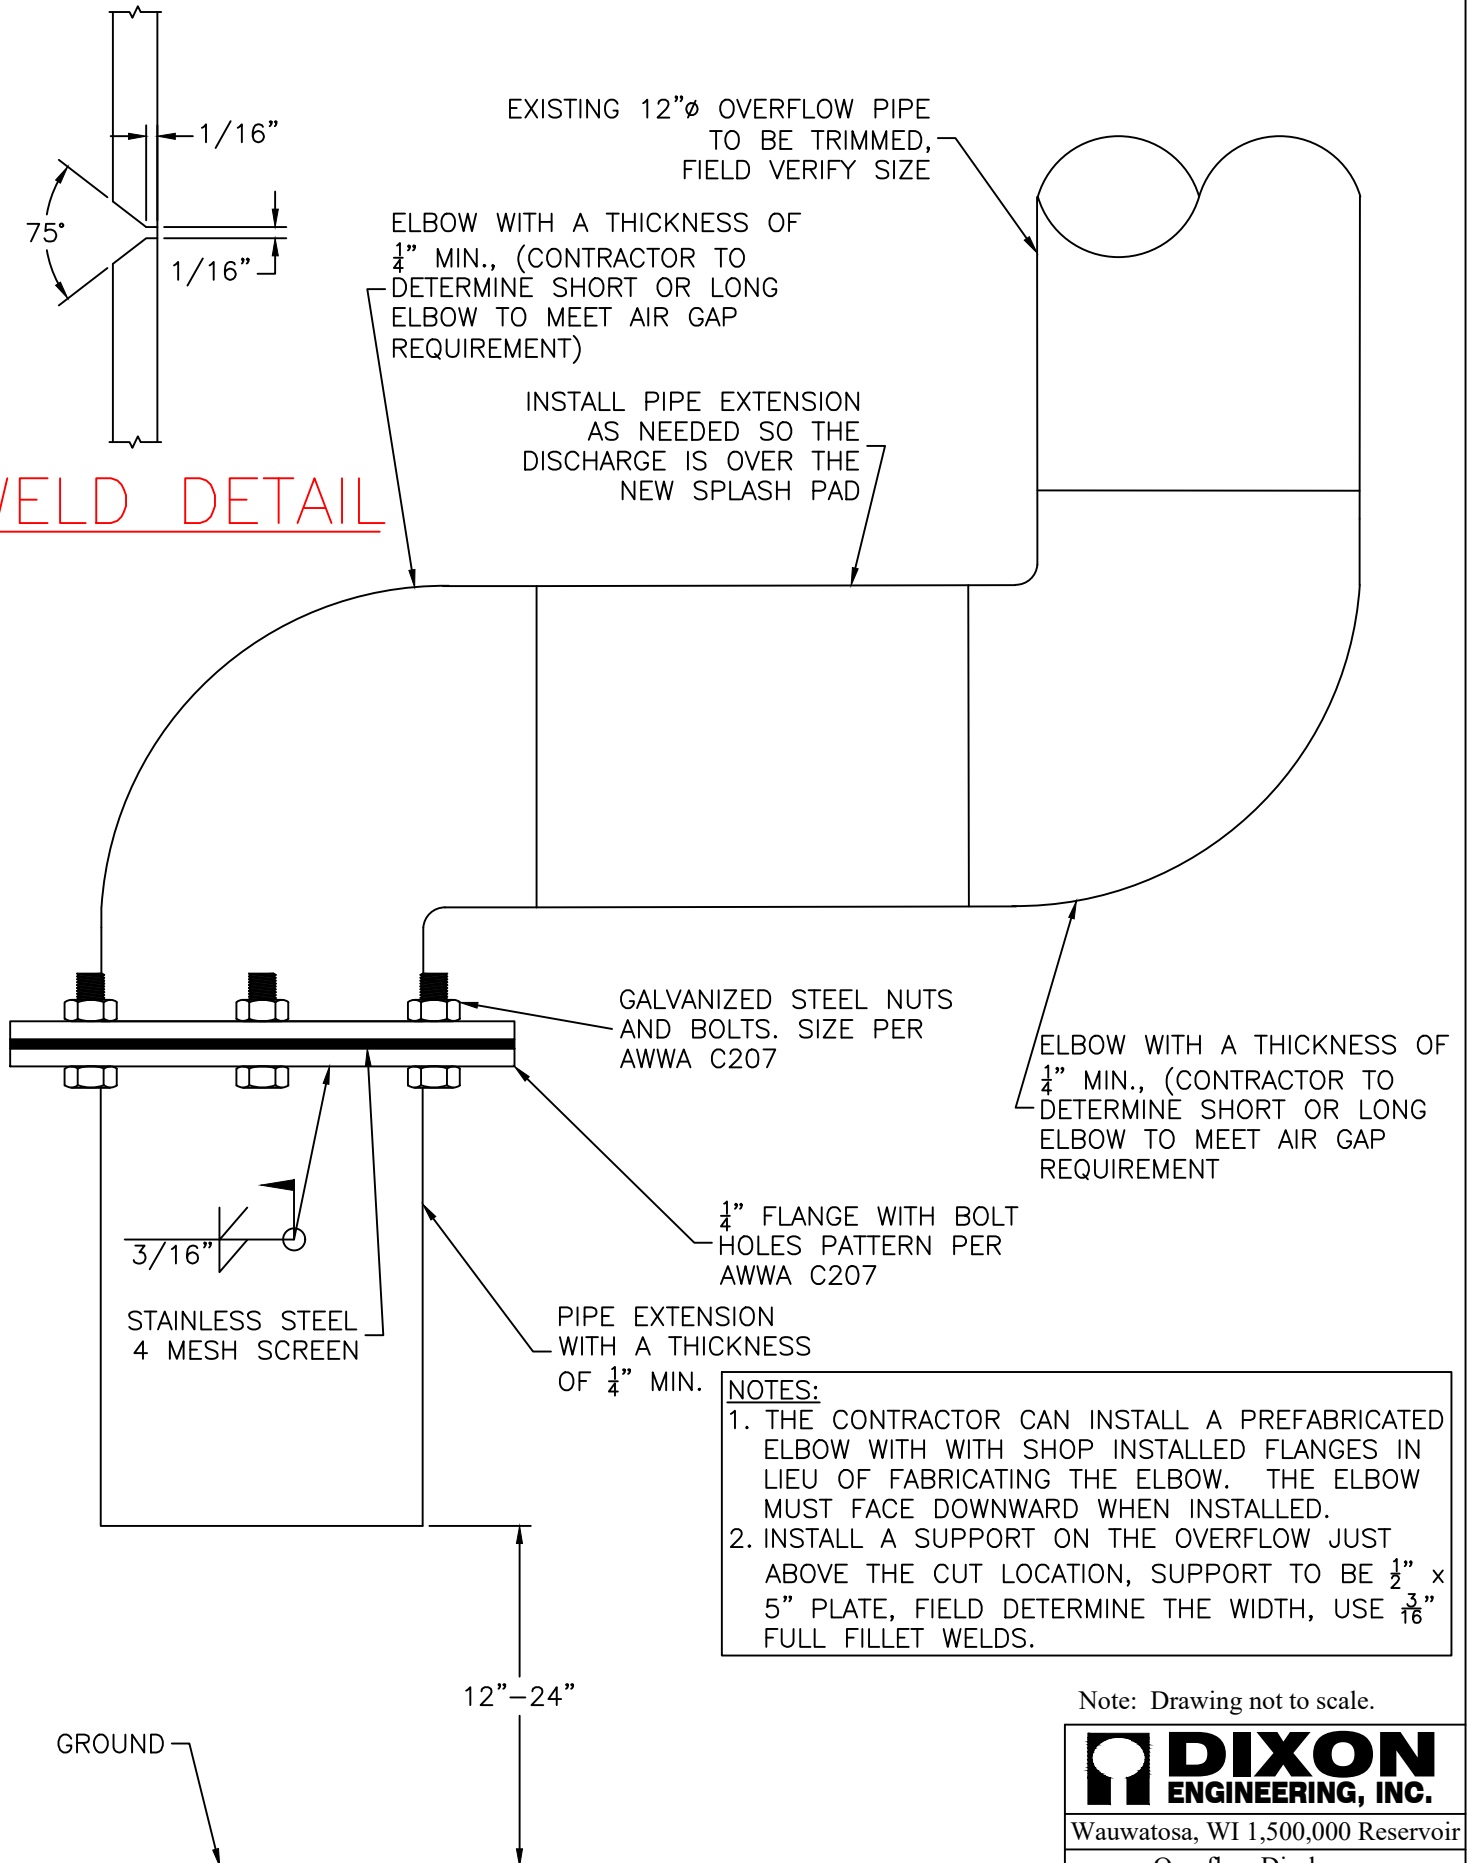 1/16"
75°
1/16"
EXISTING 12"ø OVERFLOW PIPE
TO BE TRIMMED,
FIELD VERIFY SIZE
ELBOW WITH A THICKNESS OF
1/4" MIN., (CONTRACTOR TO
DETERMINE SHORT OR LONG
ELBOW TO MEET AIR GAP
REQUIREMENT)
INSTALL PIPE EXTENSION
AS NEEDED SO THE
DISCHARGE IS OVER THE
NEW SPLASH PAD
DETAIL
GALVANIZED STEEL NUTS
AND BOLTS. SIZE PER
AWWA C207
ELBOW WITH A THICKNESS OF
1/4" MIN., (CONTRACTOR TO
DETERMINE SHORT OR LONG
ELBOW TO MEET AIR GAP
REQUIREMENT
1/4" FLANGE WITH BOLT
HOLES PATTERN PER
AWWA C207
3/16"
STAINLESS STEEL
4 MESH SCREEN
PIPE EXTENSION
WITH A THICKNESS
OF 1/4" MIN.
NOTES:
1. THE CONTRACTOR CAN INSTALL A PREFABRICATED
ELBOW WITH WITH SHOP INSTALLED FLANGES IN
LIEU OF FABRICATING THE ELBOW. THE ELBOW
MUST FACE DOWNWARD WHEN INSTALLED.
2. INSTALL A SUPPORT ON THE OVERFLOW JUST
ABOVE THE CUT LOCATION, SUPPORT TO BE 1/2" x
5" PLATE, FIELD DETERMINE THE WIDTH, USE 3/16"
FULL FILLET WELDS.
12"-24"
GROUND
Note: Drawing not to scale.
DIXON
ENGINEERING, INC.
Wauwatosa, WI 1,500,000 Reservoir